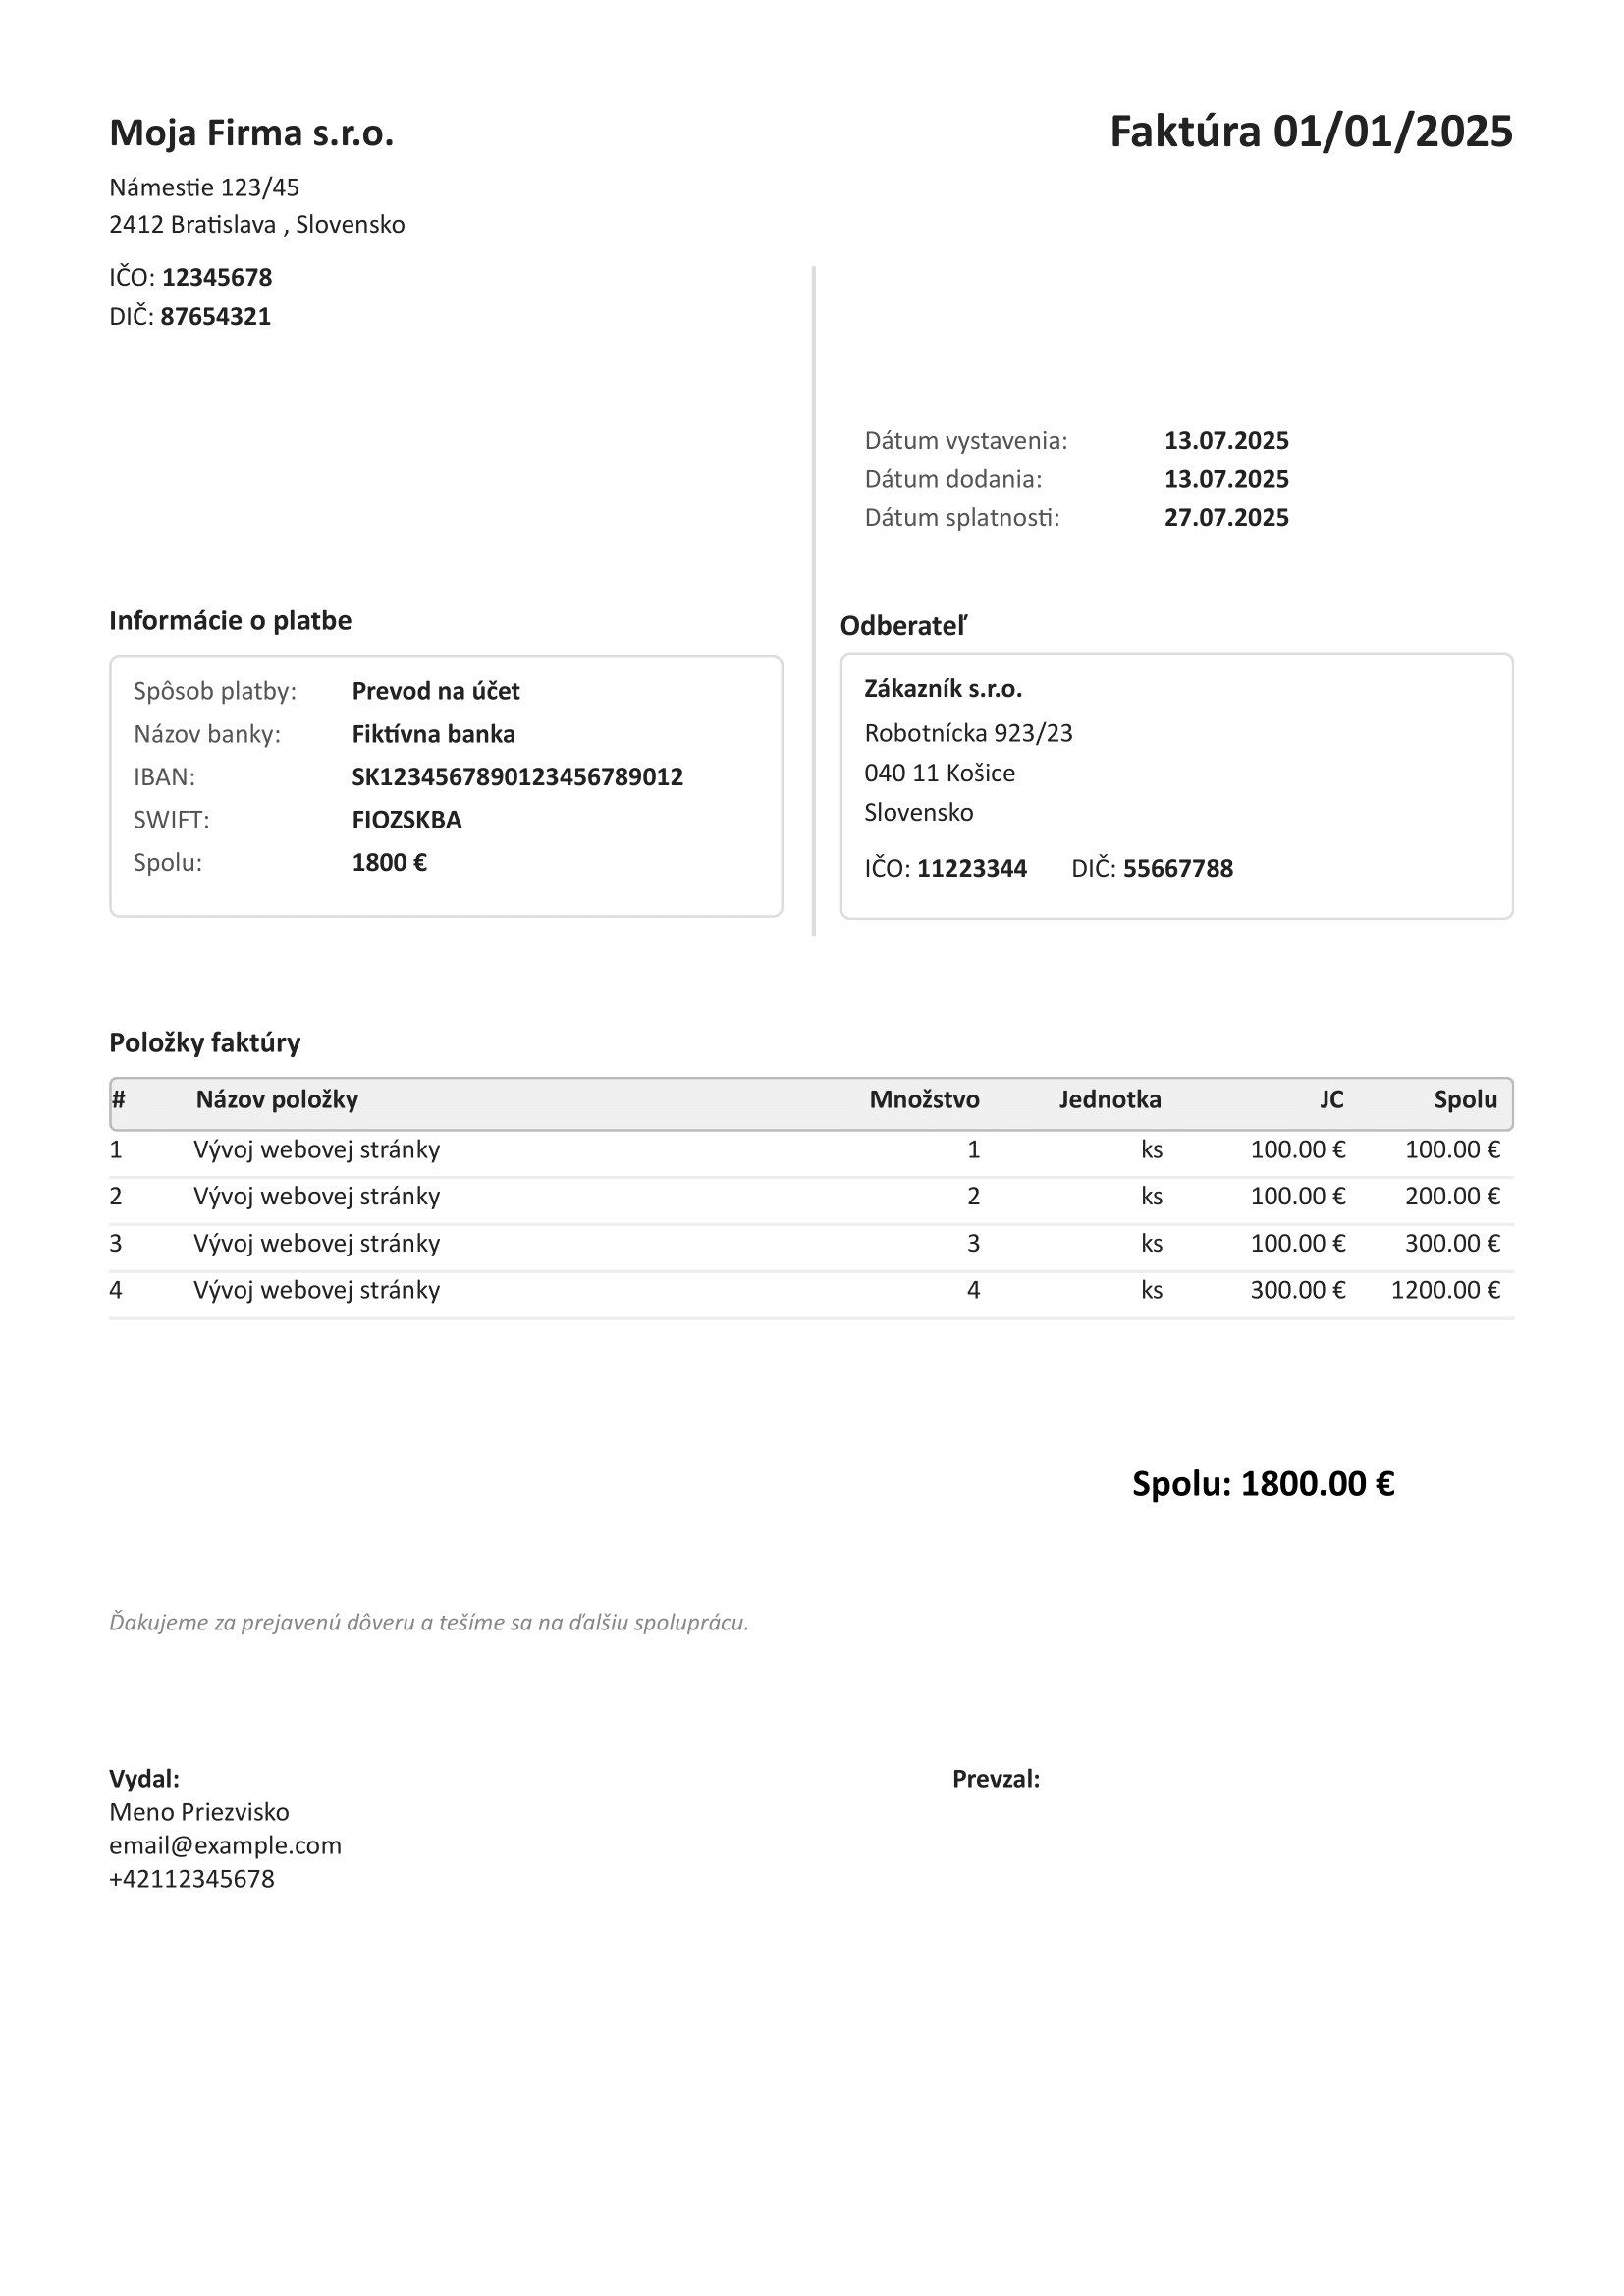 Moja Firma s.r.o.
Faktúra 01/01/2025
Námestie 123/45
2412 Bratislava , Slovensko
IČO: 12345678
DIČ: 87654321
Dátum vystavenia: 13.07.2025
Dátum dodania: 13.07.2025
Dátum splatnosti: 27.07.2025
Informácie o platbe
Spôsob platby: Prevod na účet
Názov banky: Fiktívna banka
IBAN: SK1234567890123456789012
SWIFT: FIOZSKBA
Spolu: 1800 €
Odberateľ
Zákazník s.r.o.
Robotnícka 923/23
040 11 Košice
Slovensko
IČO: 11223344 DIČ: 55667788
Položky faktúry
# Názov položky Množstvo Jednotka JC Spolu
1 Vývoj webovej stránky 1 ks 100.00 € 100.00 €
2 Vývoj webovej stránky 2 ks 100.00 € 200.00 €
3 Vývoj webovej stránky 3 ks 100.00 € 300.00 €
4 Vývoj webovej stránky 4 ks 300.00 € 1200.00 €
Spolu: 1800.00 €
Ďakujeme za prejavenú dôveru a tešíme sa na ďalšiu spoluprácu.
Vydal:
Meno Priezvisko
email@example.com
+42112345678
Prevzal: